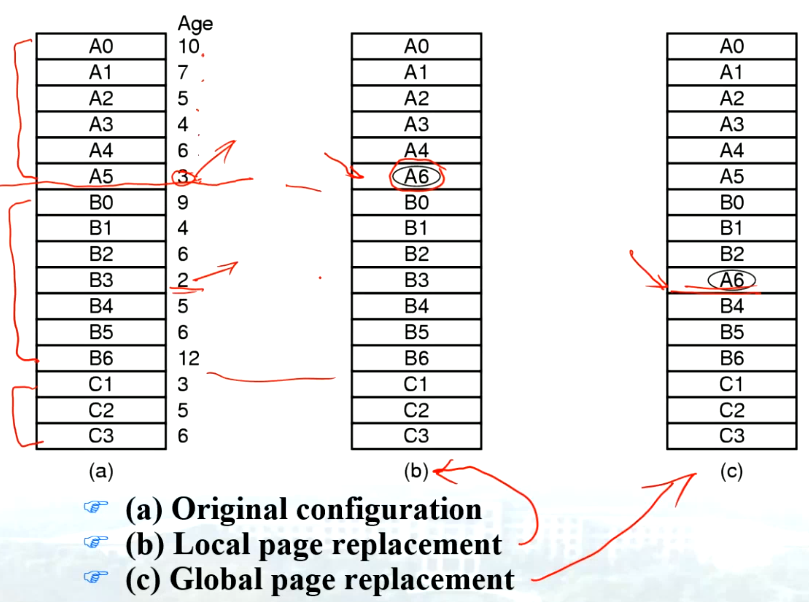 Age
A0 10 A0 A0
A1 7 A1 A1
A2 5 A2 A2
A3 4 A3 A3
A4 6 A4 A4
A5 3 A6 A5
B0 9 B0 B0
B1 4 B1 B1
B2 6 B2 B2
B3 2 B3 A6
B4 5 B4 B4
B5 6 B5 B5
B6 12 B6 B6
C1 3 C1 C1
C2 5 C2 C2
C3 6 C3 C3
(a) (b) (c)
(a) Original configuration
(b) Local page replacement
(c) Global page replacement